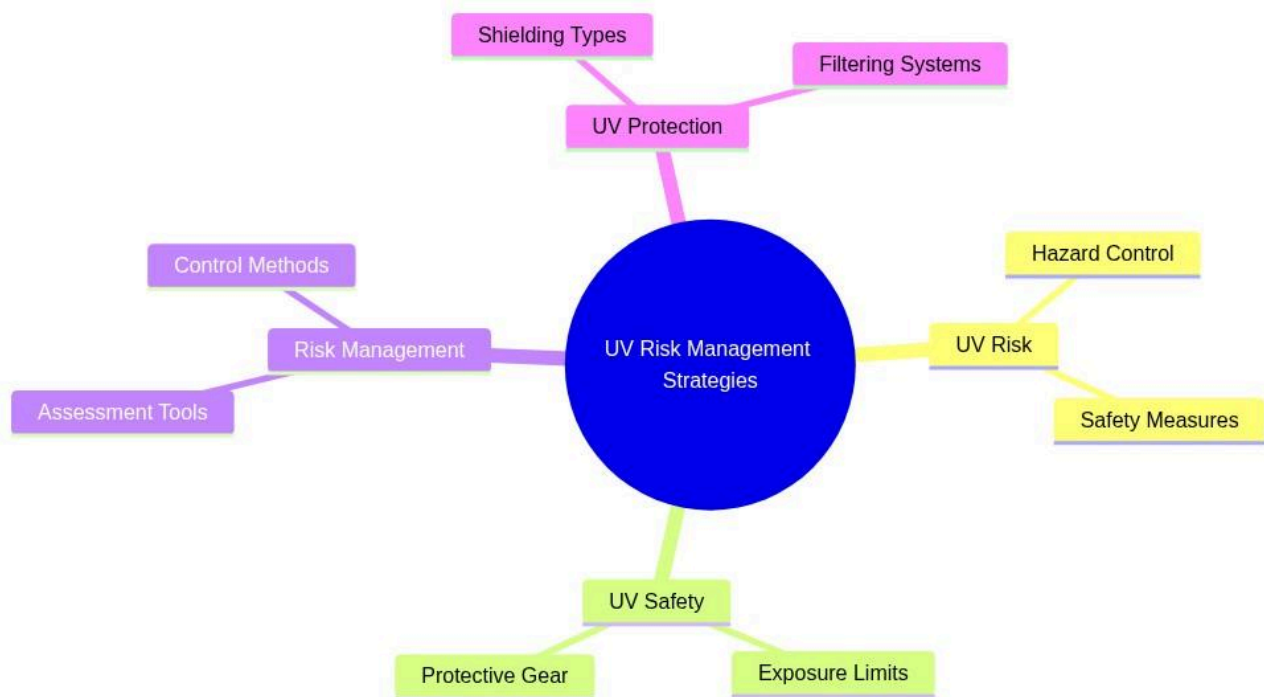 Shielding Types
Filtering Systems
UV Protection
Control Methods
Hazard Control
Risk Management
UV Risk Management
Strategies
UV Risk
Assessment Tools
Safety Measures
UV Safety
Protective Gear
Exposure Limits